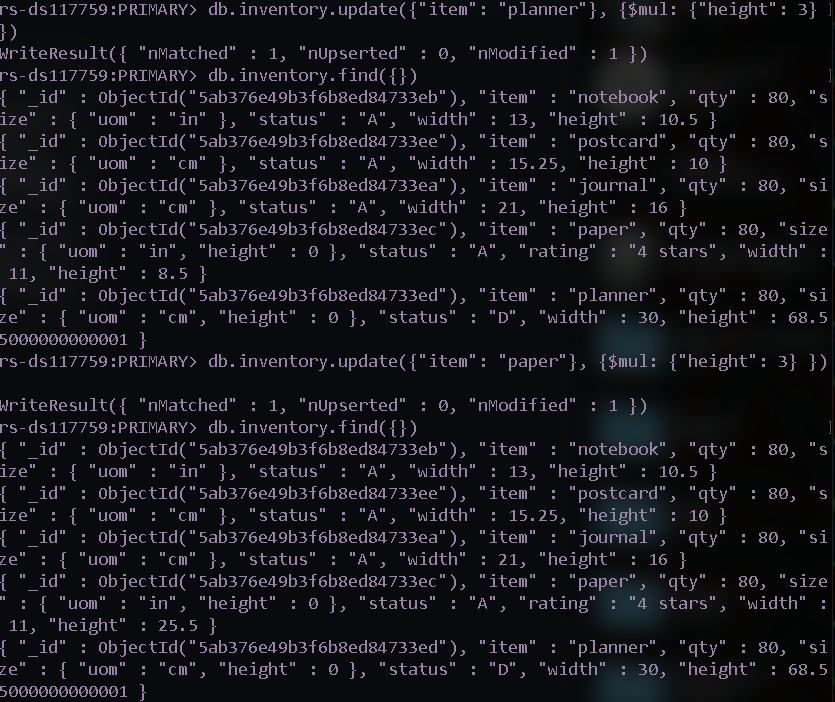 rs-ds117759:PRIMARY> db.inventory.update({"item": "planner"}, {$mul: {"height": 3}
})
WriteResult({ "nMatched" : 1, "nUpserted" : 0, "nModified" : 1 })
rs-ds117759:PRIMARY> db.inventory.find({})
{ "_id" : ObjectId("5ab376e49b3f6b8ed84733eb"), "item" : "notebook", "qty" : 80, "s
ize" : { "uom" : "in" }, "status" : "A", "width" : 13, "height" : 10.5 }
{ "_id" : ObjectId("5ab376e49b3f6b8ed84733ee"), "item" : "postcard", "qty" : 80, "s
ize" : { "uom" : "cm" }, "status" : "A", "width" : 15.25, "height" : 10 }
{ "_id" : ObjectId("5ab376e49b3f6b8ed84733ea"), "item" : "journal", "qty" : 80, "si
ze" : { "uom" : "cm" }, "status" : "A", "width" : 21, "height" : 16 }
{ "_id" : ObjectId("5ab376e49b3f6b8ed84733ec"), "item" : "paper", "qty" : 80, "size
" : { "uom" : "in", "height" : 0 }, "status" : "A", "rating" : "4 stars", "width" :
11, "height" : 8.5 }
{ "_id" : ObjectId("5ab376e49b3f6b8ed84733ed"), "item" : "planner", "qty" : 80, "si
ze" : { "uom" : "cm", "height" : 0 }, "status" : "D", "width" : 30, "height" : 68.5
5000000000001 }
rs-ds117759:PRIMARY> db.inventory.update({"item": "paper"}, {$mul: {"height": 3} })
WriteResult({ "nMatched" : 1, "nUpserted" : 0, "nModified" : 1 })
rs-ds117759:PRIMARY> db.inventory.find({})
{ "_id" : ObjectId("5ab376e49b3f6b8ed84733eb"), "item" : "notebook", "qty" : 80, "s
ize" : { "uom" : "in" }, "status" : "A", "width" : 13, "height" : 10.5 }
{ "_id" : ObjectId("5ab376e49b3f6b8ed84733ee"), "item" : "postcard", "qty" : 80, "s
ize" : { "uom" : "cm" }, "status" : "A", "width" : 15.25, "height" : 10 }
{ "_id" : ObjectId("5ab376e49b3f6b8ed84733ea"), "item" : "journal", "qty" : 80, "si
ze" : { "uom" : "cm" }, "status" : "A", "width" : 21, "height" : 16 }
{ "_id" : ObjectId("5ab376e49b3f6b8ed84733ec"), "item" : "paper", "qty" : 80, "size
" : { "uom" : "in", "height" : 0 }, "status" : "A", "rating" : "4 stars", "width" :
11, "height" : 25.5 }
{ "_id" : ObjectId("5ab376e49b3f6b8ed84733ed"), "item" : "planner", "qty" : 80, "si
ze" : { "uom" : "cm", "height" : 0 }, "status" : "D", "width" : 30, "height" : 68.5
5000000000001 }